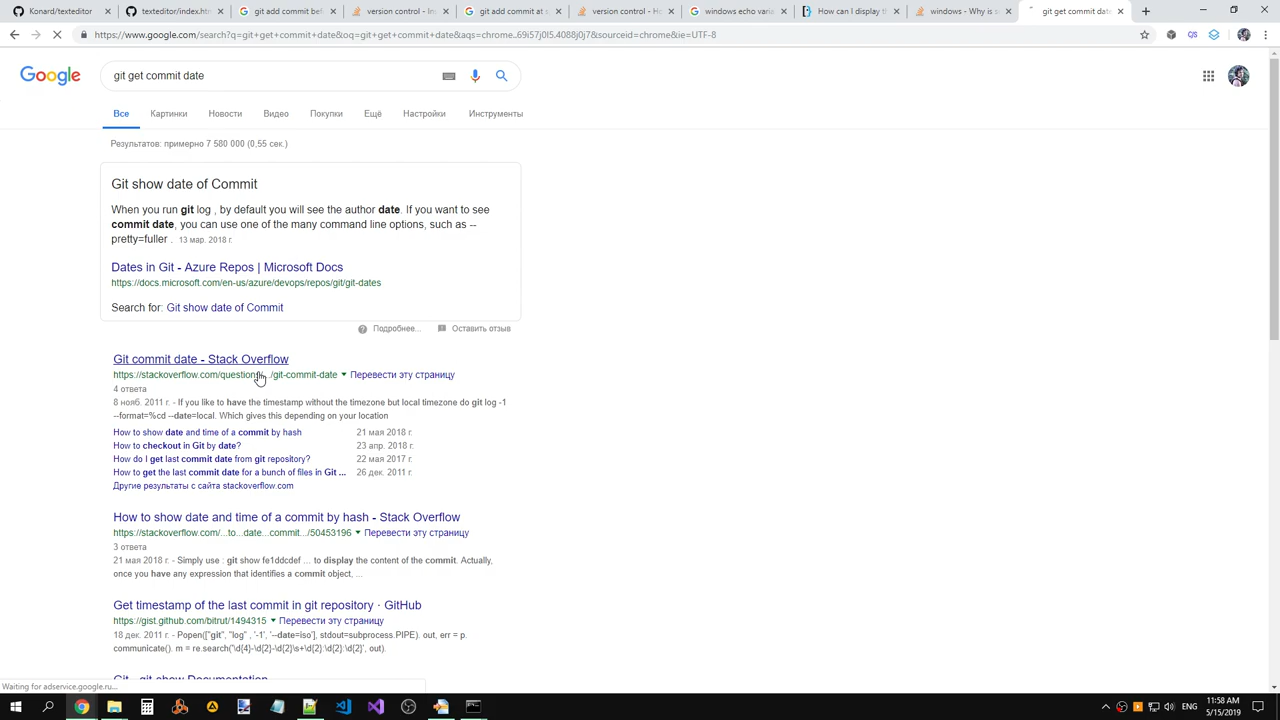 Konard/texteditor
texteditor/index.htm
git add commit bef
version control - Ins
git add commit at s
version control - Ho
windows echo varia
How can I display th
windows - Why is s
git get commit date
https://www.google.com/search?q=git+get+commit+date&oq=git+get+commit+date&aqs=chrome..69i57j0l5.4088j0j7&sourceid=chrome&ie=UTF-8
Google
git get commit date
Все
Картинки
Новости
Видео
Покупки
Ещё
Настройки
Инструменты
Результатов: примерно 7 580 000 (0,55 сек.)
Git show date of Commit
When you run git log , by default you will see the author date. If you want to see
commit date, you can use one of the many command line options, such as --
pretty=fuller . 13 мар. 2018 г.
Dates in Git - Azure Repos | Microsoft Docs
https://docs.microsoft.com/en-us/azure/devops/repos/git/git-dates
Search for: Git show date of Commit
Подробнее...
Оставить отзыв
Git commit date - Stack Overflow
https://stackoverflow.com/questions/.../git-commit-date Перевести эту страницу
4 ответа
8 нояб. 2011 г. - If you like to have the timestamp without the timezone but local timezone do git log -1
--format=%cd --date=local. Which gives this depending on your location
How to show date and time of a commit by hash 21 мая 2018 г.
How to checkout in Git by date? 23 апр. 2018 г.
How do I get last commit date from git repository? 22 мая 2017 г.
How to get the last commit date for a bunch of files in Git ... 26 дек. 2011 г.
Другие результаты с сайта stackoverflow.com
How to show date and time of a commit by hash - Stack Overflow
https://stackoverflow.com/...to...date...commit.../50453196 Перевести эту страницу
3 ответа
21 мая 2018 г. - Simply use : git show fe1ddcdef ... to display the content of the commit. Actually,
once you have any expression that identifies a commit object, ...
Get timestamp of the last commit in git repository · GitHub
https://gist.github.com/bitrut/1494315 Перевести эту страницу
18 дек. 2011 г. - Popen(["git", "log" , '-1', '--date=iso'], stdout=subprocess.PIPE). out, err = p.
communicate(). m = re.search('\d{4}-\d{2}-\d{2}\s+\d{2}:\d{2}:\d{2}', out).
Git - git show Documentation
Waiting for adservice.google.ru...
ENG
11:58 AM
5/15/2019